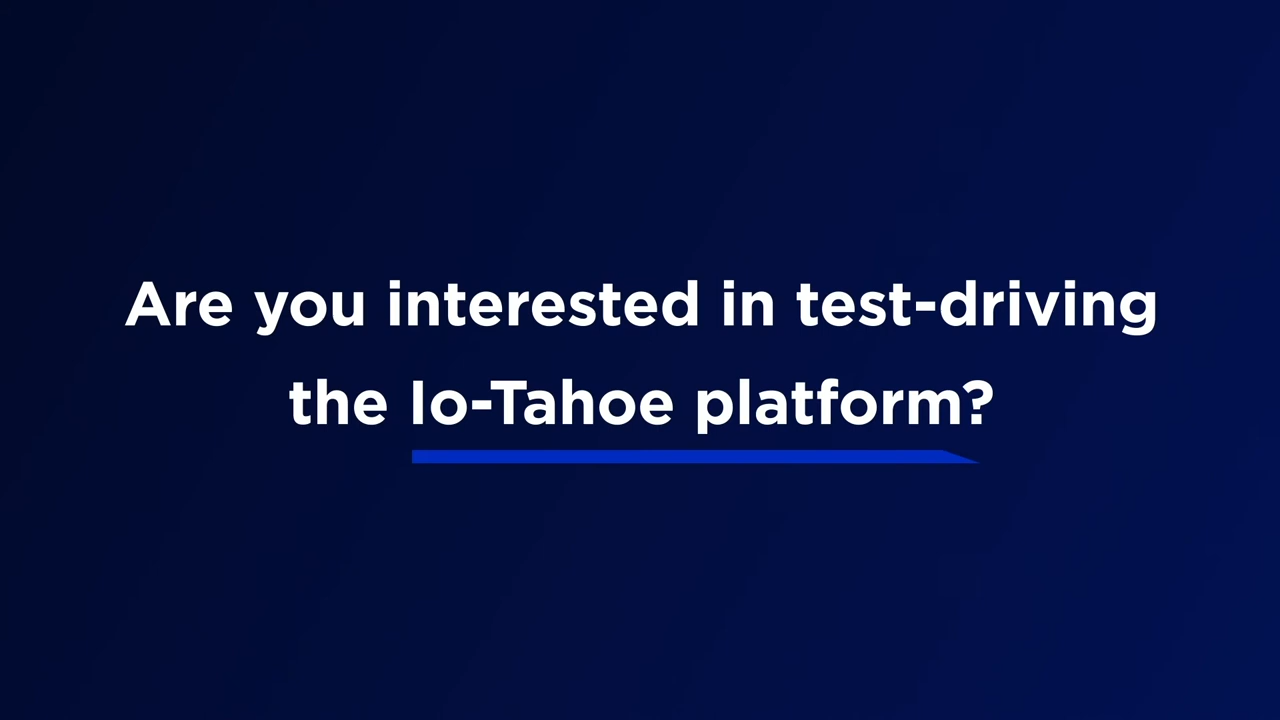 Are you interested in test-driving
the Io-Tahoe platform?